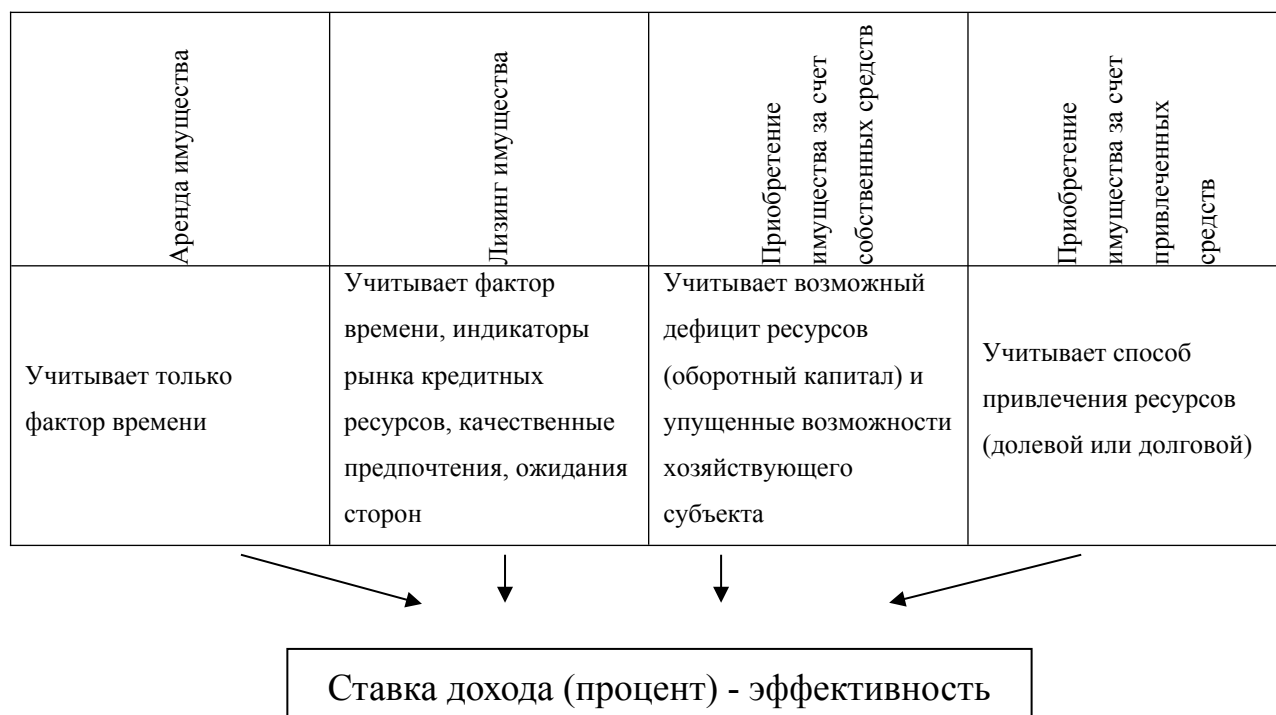 Аренда имущества
Лизинг имущества
Приобретение
имущества за счет
собственных средств
Приобретение
имущества за счет
привлеченных
средств
Учитывает только
фактор времени
Учитывает фактор
времени, индикаторы
рынка кредитных
ресурсов, качественные
предпочтения, ожидания
сторон
Учитывает возможный
дефицит ресурсов
(оборотный капитал) и
упущенные возможности
хозяйствующего
субъекта
Учитывает способ
привлечения ресурсов
(долевой или долговой)
Ставка дохода (процент) - эффективность